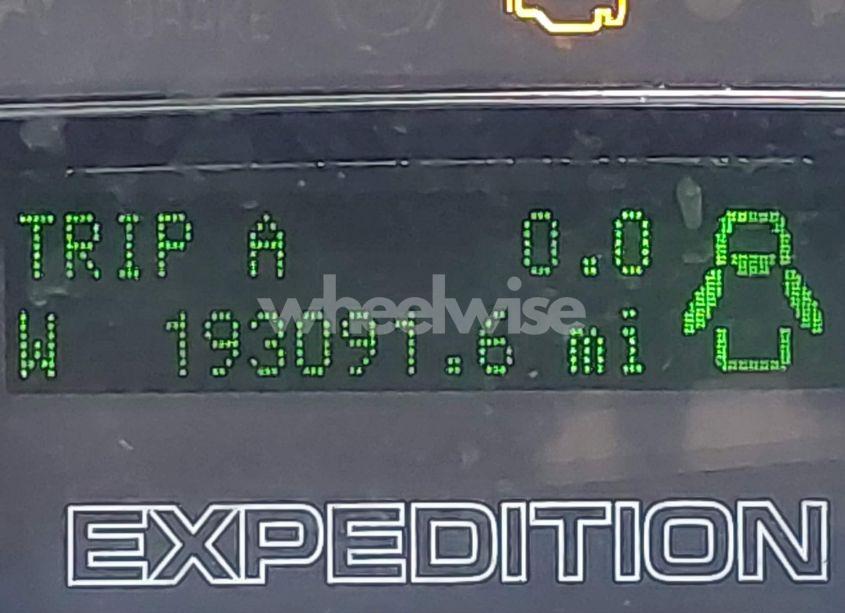 TRIP A 0.0
W 193091.6 mi
wheelwise
EXPEDITION